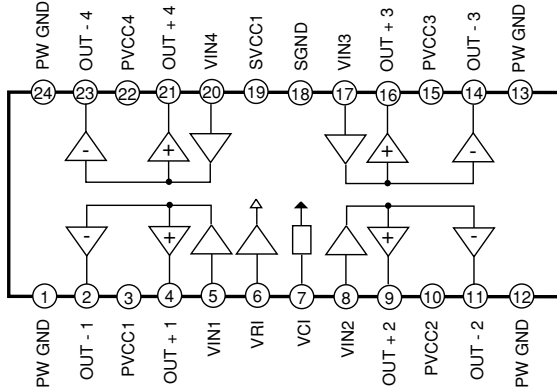 PW GND
OUT - 4
PVCC4
OUT + 4
VIN4
SVCC1
SGND
VIN3
OUT + 3
PVCC3
OUT - 3
PW GND
24
23
22
21
20
19
18
17
16
15
14
13
-
+
+
-
-
+
+
-
1
2
3
4
5
6
7
8
9
10
11
12
PW GND
OUT - 1
PVCC1
OUT + 1
VIN1
VRI
VCI
VIN2
OUT + 2
PVCC2
OUT - 2
PW GND